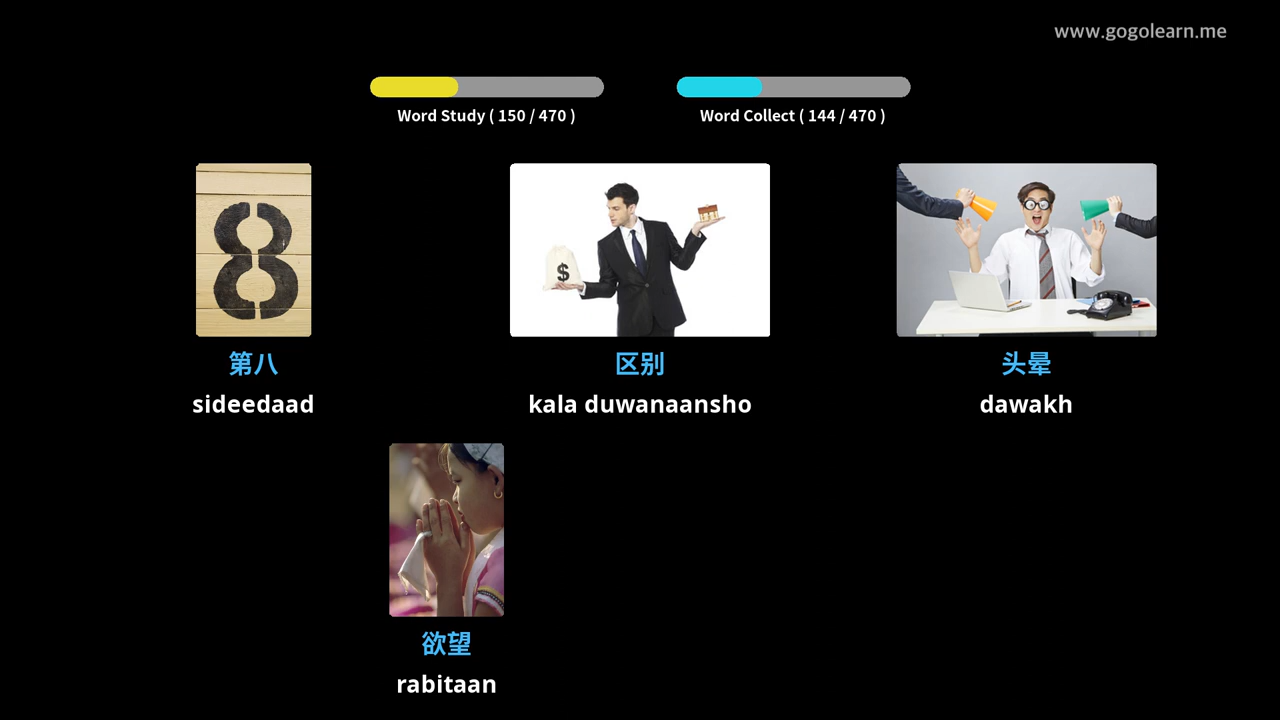 www.gogolearn.me
Word Study ( 150 / 470 )
Word Collect ( 144 / 470 )
8
$
第八
sideedaad
区别
kala duwanaansho
头晕
dawakh
欲望
rabitaan